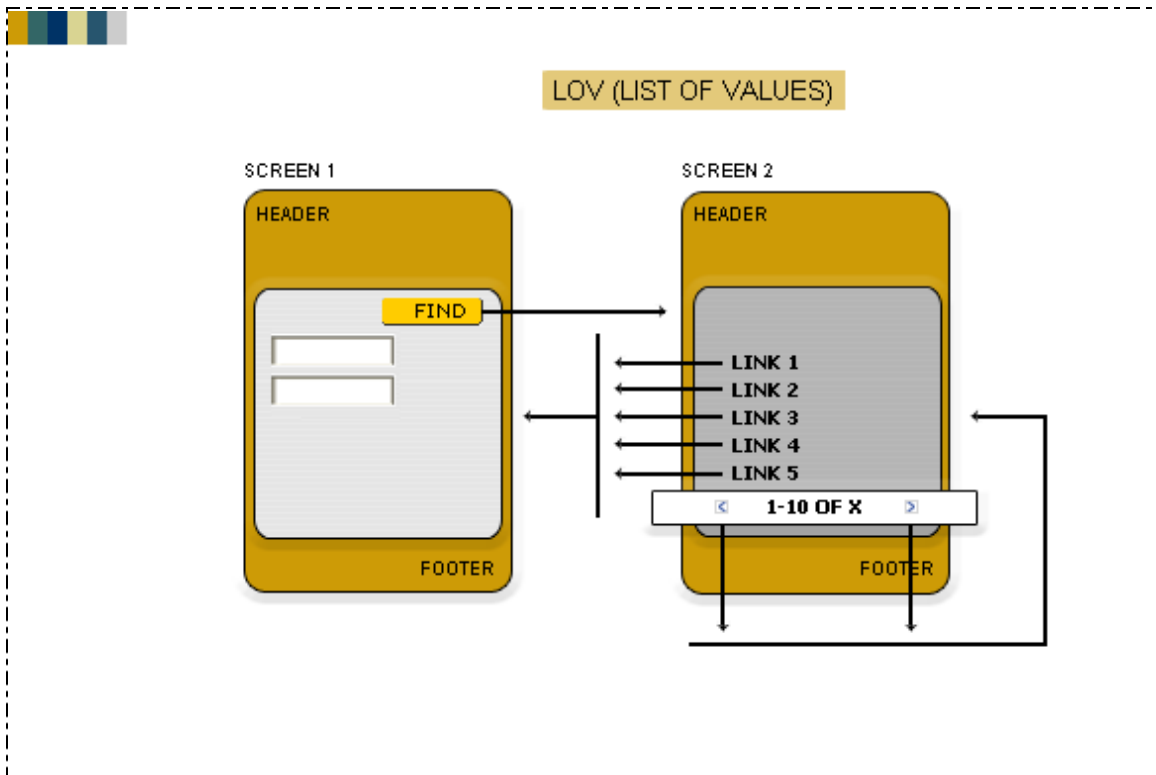 LOV (LIST OF VALUES)
SCREEN 1
HEADER
FIND
FOOTER
SCREEN 2
HEADER
LINK 1
LINK 2
LINK 3
LINK 4
LINK 5
1-10 OF X
FOOTER